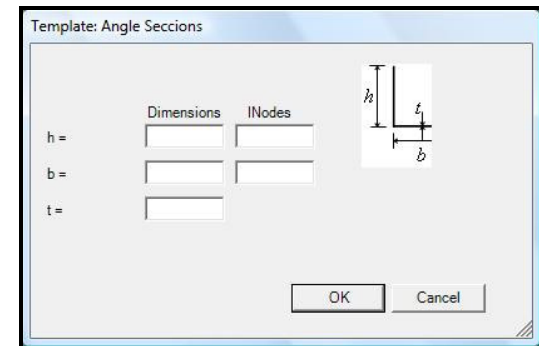 Template: Angle Seccions
Dimensions INodes
h =
b =
t =
h
t
b
OK Cancel